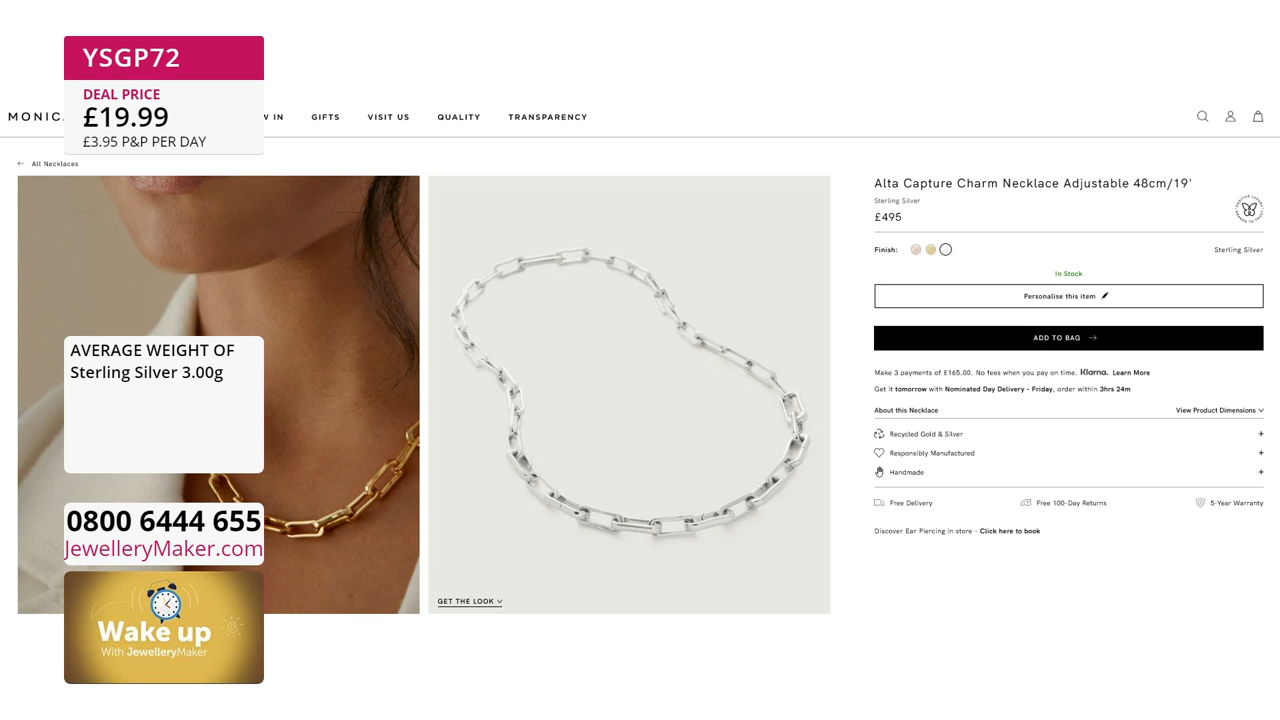 YSGP72
DEAL PRICE
£19.99
£3.95 P&P PER DAY
MONIC
W IN
GIFTS
VISIT US
QUALITY
TRANSPARENCY
← All Necklaces
AVERAGE WEIGHT OF
Sterling Silver 3.00g
0800 6444 655
JewelleryMaker.com
Wake up
With JewelleryMaker
GET THE LOOK
Alta Capture Charm Necklace Adjustable 48cm/19'
Sterling Silver
£495
Finish:
Sterling Silver
In Stock
Personalise this item
ADD TO BAG →
Make 3 payments of £165.00. No fees when you pay on time. Klarna. Learn More
Get it tomorrow with Nominated Day Delivery - Friday, order within 3hrs 24m
About this Necklace
View Product Dimensions
Recycled Gold & Silver +
Responsibly Manufactured +
Handmade +
Free Delivery
Free 100-Day Returns
5-Year Warranty
Discover Ear Piercing in store - Click here to book